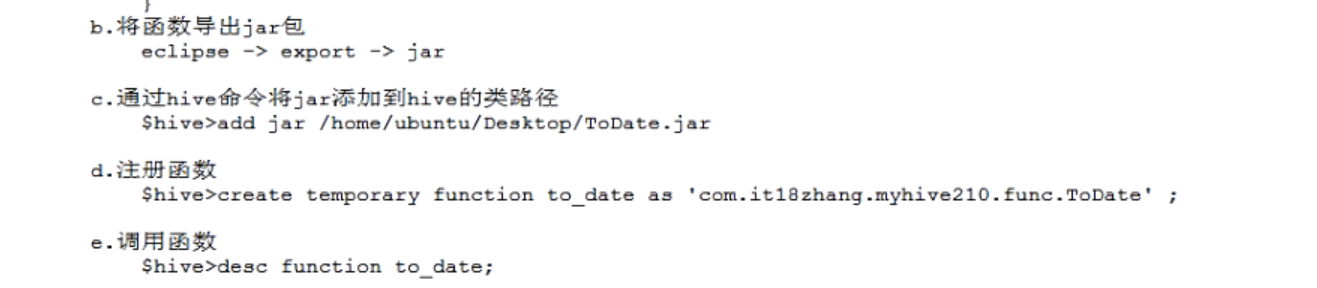 }
b.将函数导出jar包
eclipse -> export -> jar
c.通过hive命令将jar添加到hive的类路径
$hive>add jar /home/ubuntu/Desktop/ToDate.jar
d.注册函数
$hive>create temporary function to_date as 'com.it18zhang.myhive210.func.ToDate' ;
e.调用函数
$hive>desc function to_date;